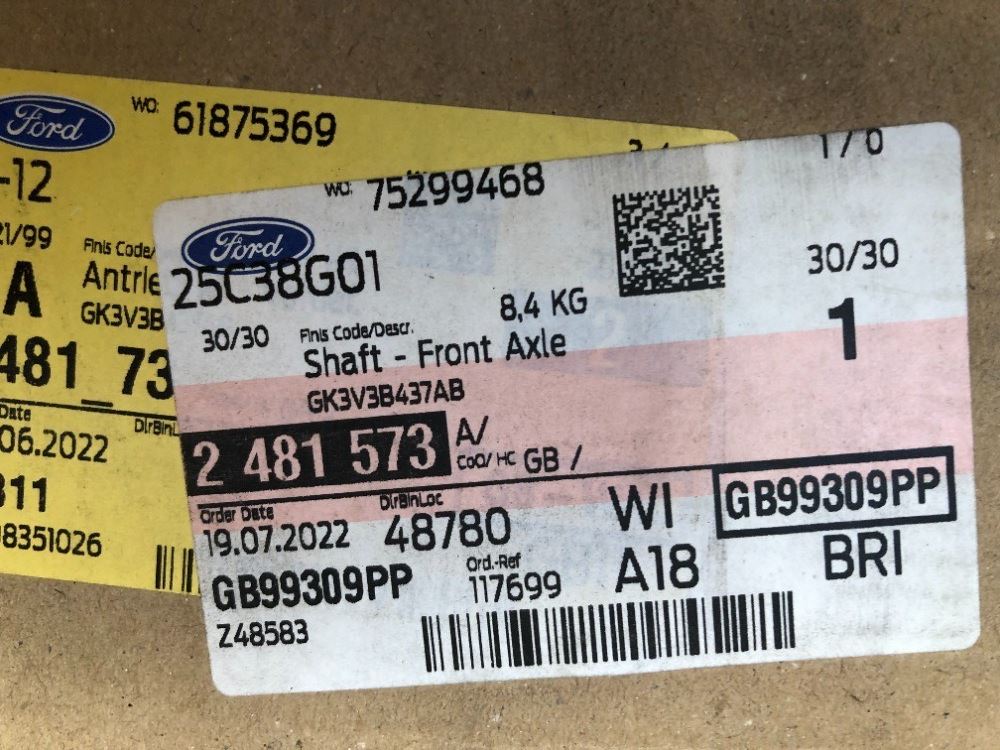 Ford
WO: 61875369
-12
21/99
Finis Code/
Antrie
A
GK3V3B
481 73
Date
DlrBinL
.06.2022
311
8351026
WO: 75299468
1/0
Ford
25C38G01
8,4 KG
30/30
30/30
Finis Code/Descr.
Shaft - Front Axle
1
GK3V3B437AB
2 481 573
A/
CoO/ HC GB /
Order Date
DlrBinLoc
WI
GB99309PP
19.07.2022
48780
GB99309PP
Ord.-Ref
117699
A18
BRI
Z48583